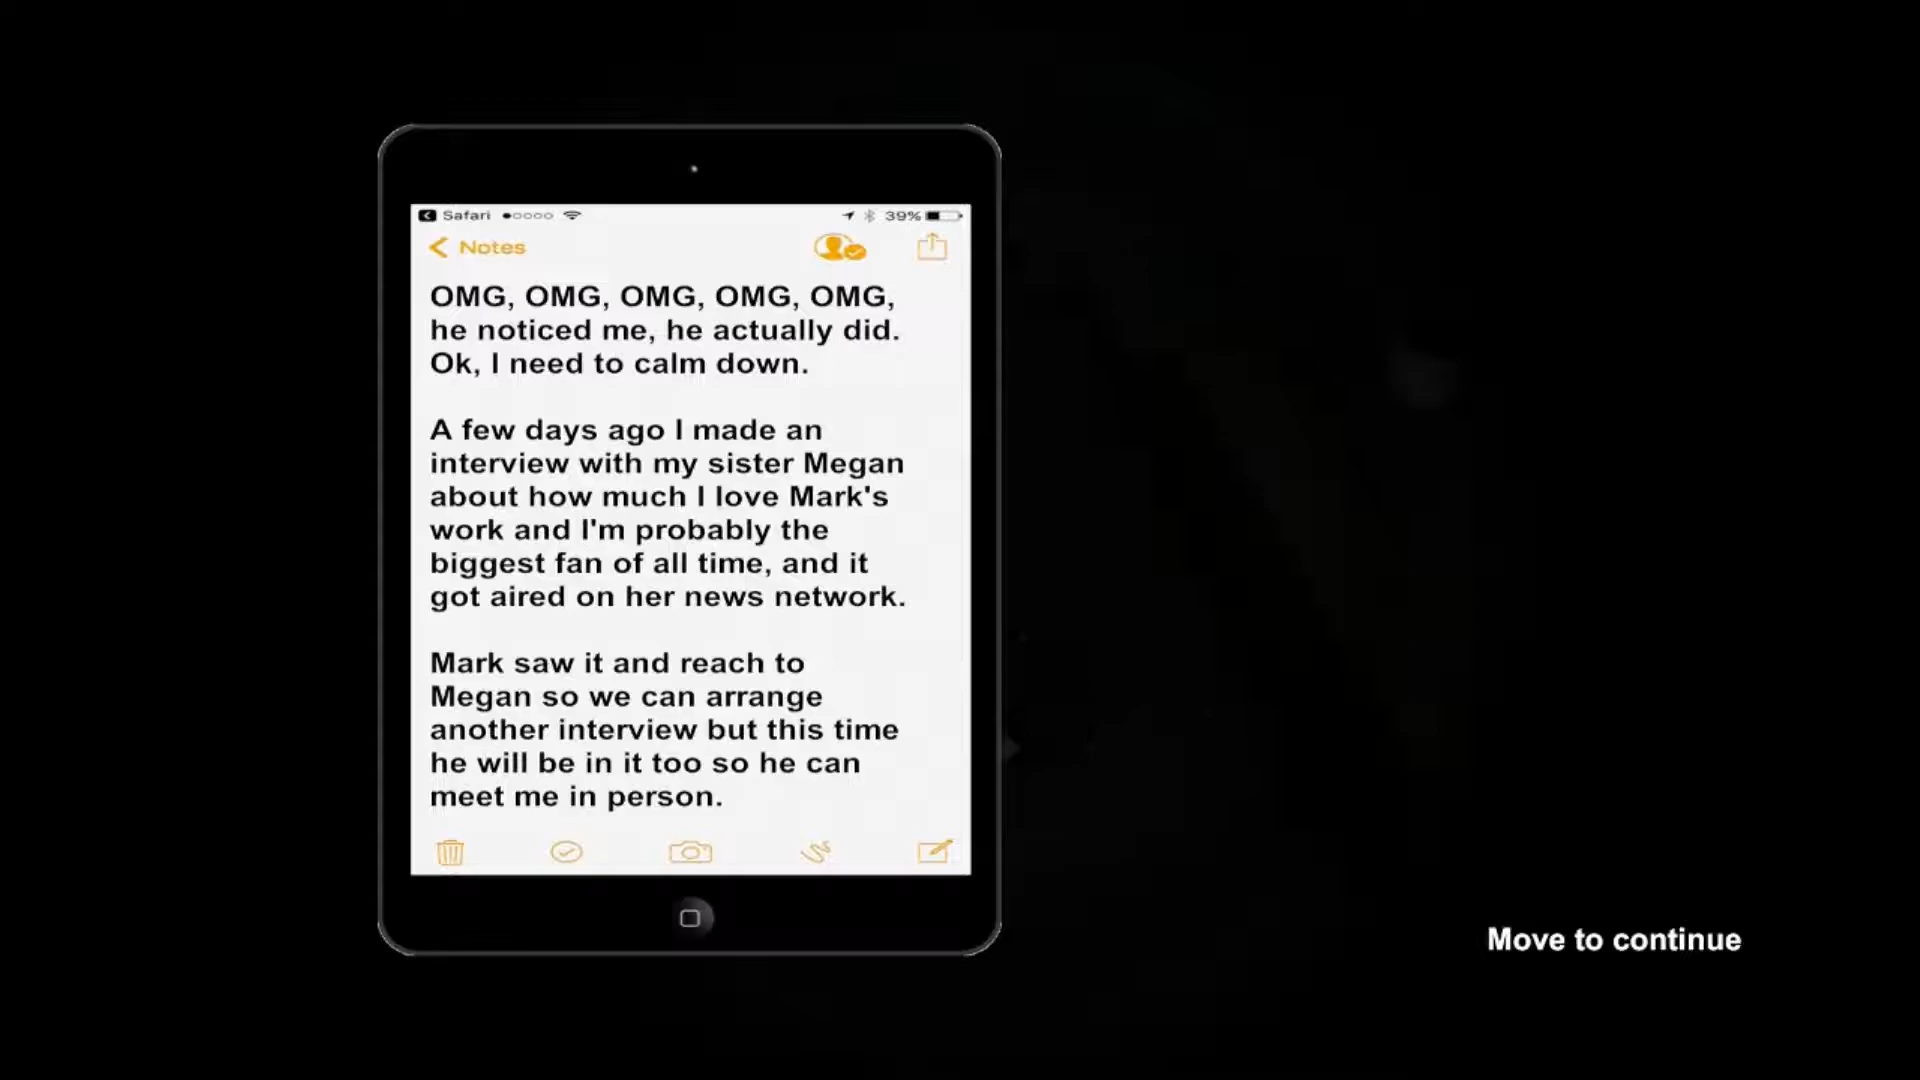 Safari 39%
Notes
OMG, OMG, OMG, OMG, OMG,
he noticed me, he actually did.
Ok, I need to calm down.
A few days ago I made an
interview with my sister Megan
about how much I love Mark's
work and I'm probably the
biggest fan of all time, and it
got aired on her news network.
Mark saw it and reach to
Megan so we can arrange
another interview but this time
he will be in it too so he can
meet me in person.
Move to continue